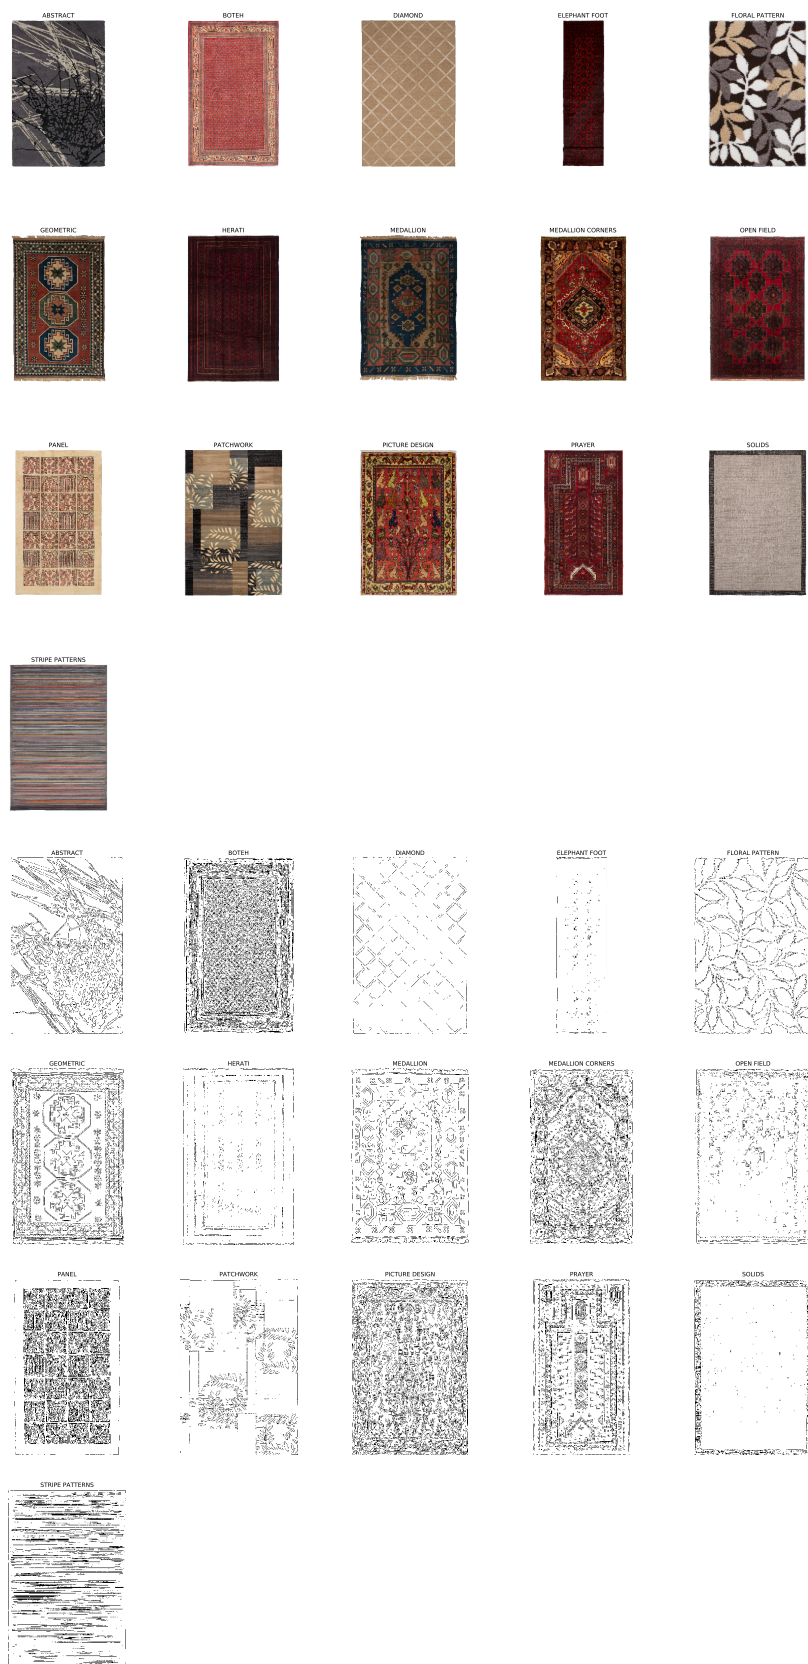 ABSTRACT
BOTEH
DIAMOND
ELEPHANT FOOT
FLORAL PATTERN
GEOMETRIC
HERATI
MEDALLION
MEDALLION CORNERS
OPEN FIELD
PANEL
PATCHWORK
PICTURE DESIGN
PRAYER
SOLIDS
STRIPE PATTERNS
ABSTRACT
BOTEH
DIAMOND
ELEPHANT FOOT
FLORAL PATTERN
GEOMETRIC
HERATI
MEDALLION
MEDALLION CORNERS
OPEN FIELD
PANEL
PATCHWORK
PICTURE DESIGN
PRAYER
SOLIDS
STRIPE PATTERNS